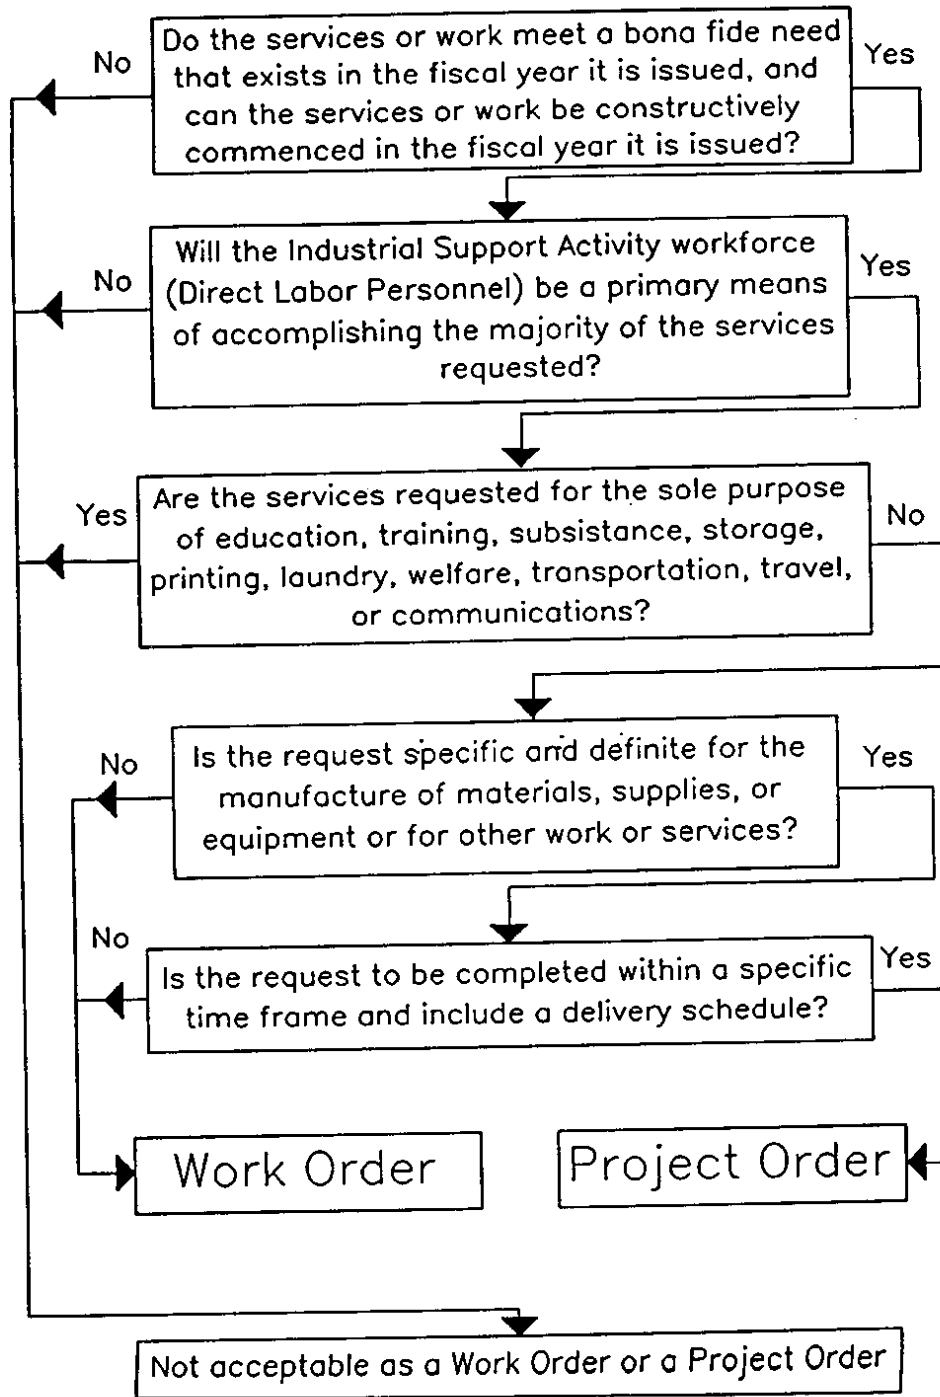 Do the services or work meet a bona fide need
that exists in the fiscal year it is issued, and
can the services or work be constructively
commenced in the fiscal year it is issued?
No
Yes
Will the Industrial Support Activity workforce
(Direct Labor Personnel) be a primary means
of accomplishing the majority of the services
requested?
No
Yes
Are the services requested for the sole purpose
of education, training, subsistance, storage,
printing, laundry, welfare, transportation, travel,
or communications?
Yes
No
Is the request specific and definite for the
manufacture of materials, supplies, or
equipment or for other work or services?
No
Yes
Is the request to be completed within a specific
time frame and include a delivery schedule?
No
Yes
Work Order
Project Order
Not acceptable as a Work Order or a Project Order